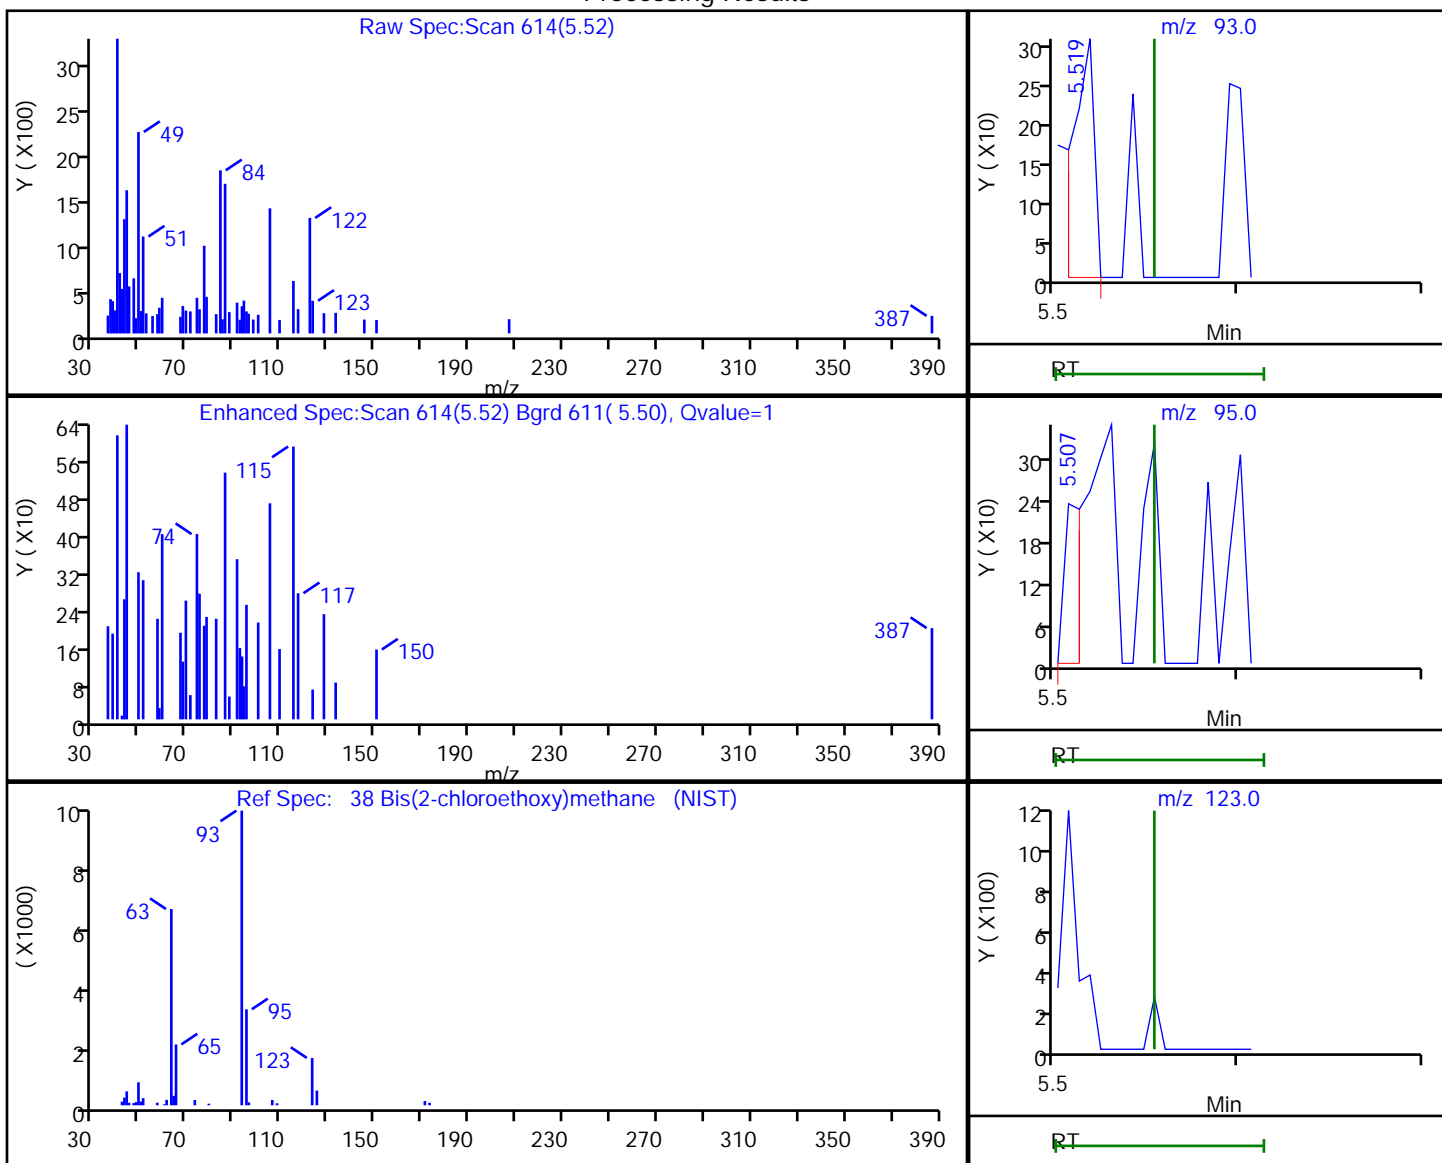 Processing Results
Raw Spec:Scan 614(5.52)
Y ( X100)
30
25
20
15
10
5
0
49
51
84
122
123
387
30 70 110 150 190 230 270 310 350 390
m/z
m/z 93.0
Y ( X10)
30
25
20
15
10
5
0
5.519
5.5
Min
RT
Enhanced Spec:Scan 614(5.52) Bgrd 611( 5.50), Qvalue=1
Y ( X10)
64
56
48
40
32
24
16
8
0
74
115
117
150
387
30 70 110 150 190 230 270 310 350 390
m/z
m/z 95.0
Y ( X10)
30
24
18
12
6
0
5.507
5.5
Min
RT
Ref Spec: 38 Bis(2-chloroethoxy)methane (NIST)
( X1000)
10
8
6
4
2
0
93
63
95
65
123
30 70 110 150 190 230 270 310 350 390
m/z 123.0
Y ( X100)
12
10
8
6
4
2
0
5.5
Min
RT